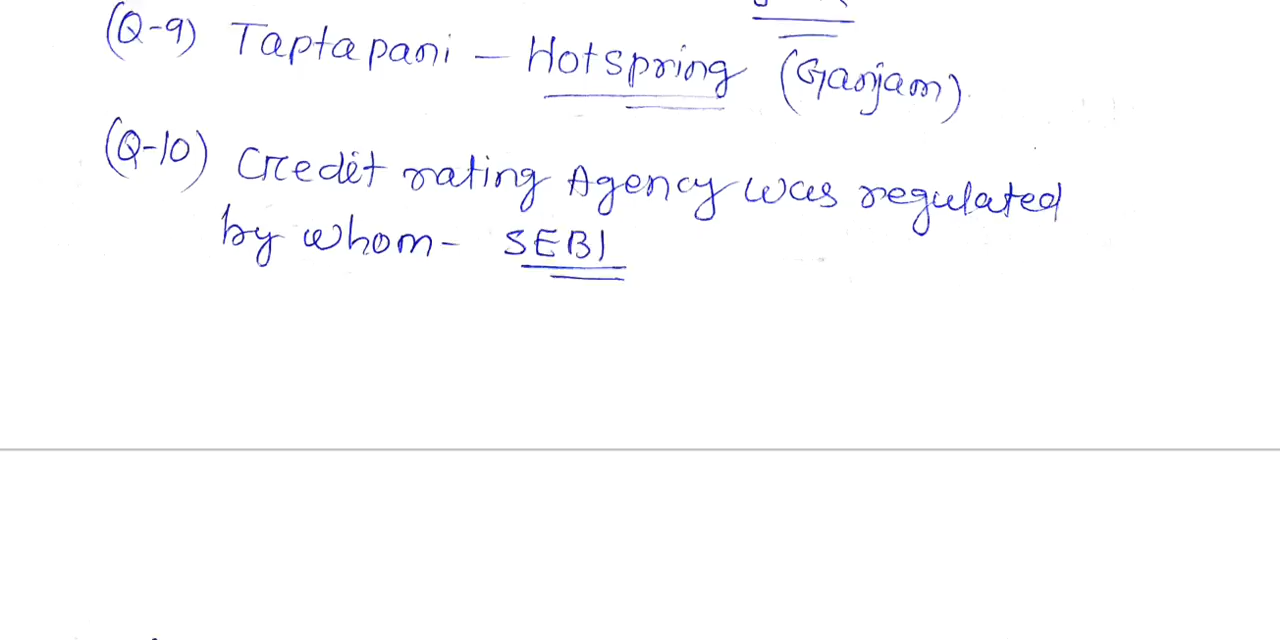 (Q-9) Taptapani - Hotspring (Ganjam)
(Q-10) Credit rating Agency was regulated
by whom - SEBI